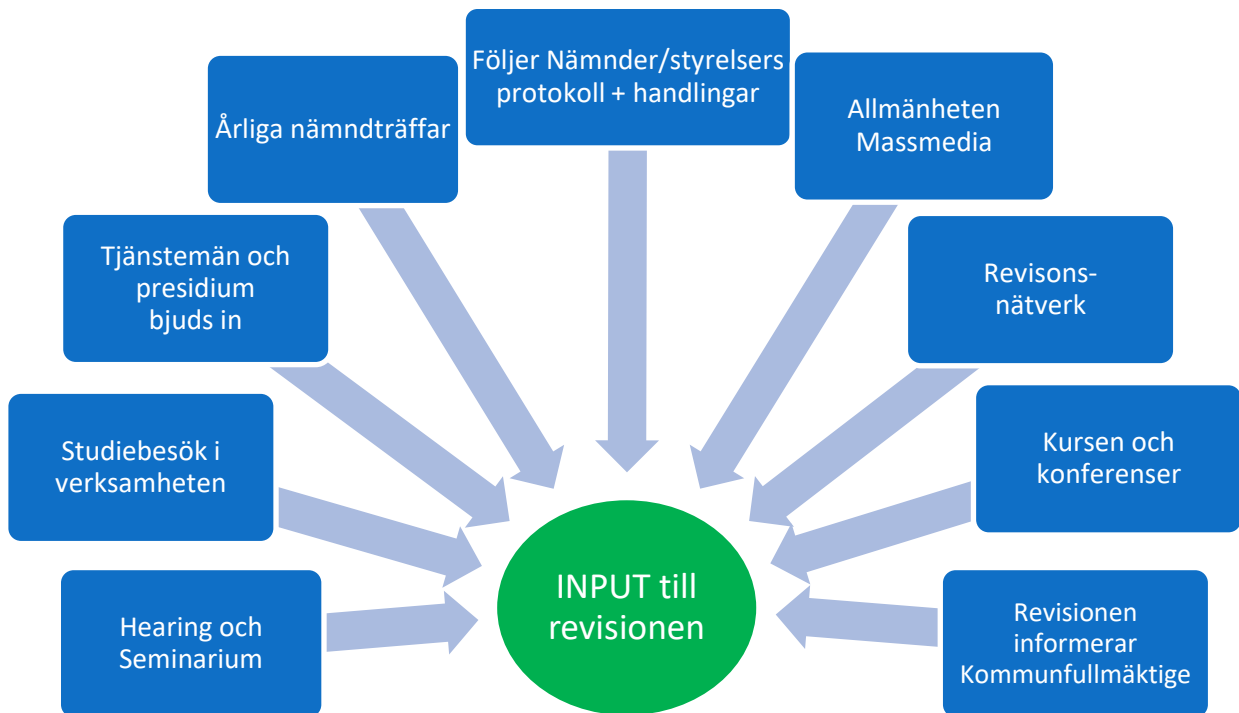 Följer Nämnder/styrelsers
protokoll + handlingar
Årliga nämndträffar
Allmänheten
Massmedia
Tjänstemän och
presidium
bjuds in
Revisons-
nätverk
Studiebesök i
verksamheten
Kursen och
konferenser
Hearing och
Seminarium
INPUT till
revisionen
Revisionen
informerar
Kommunfullmäktige